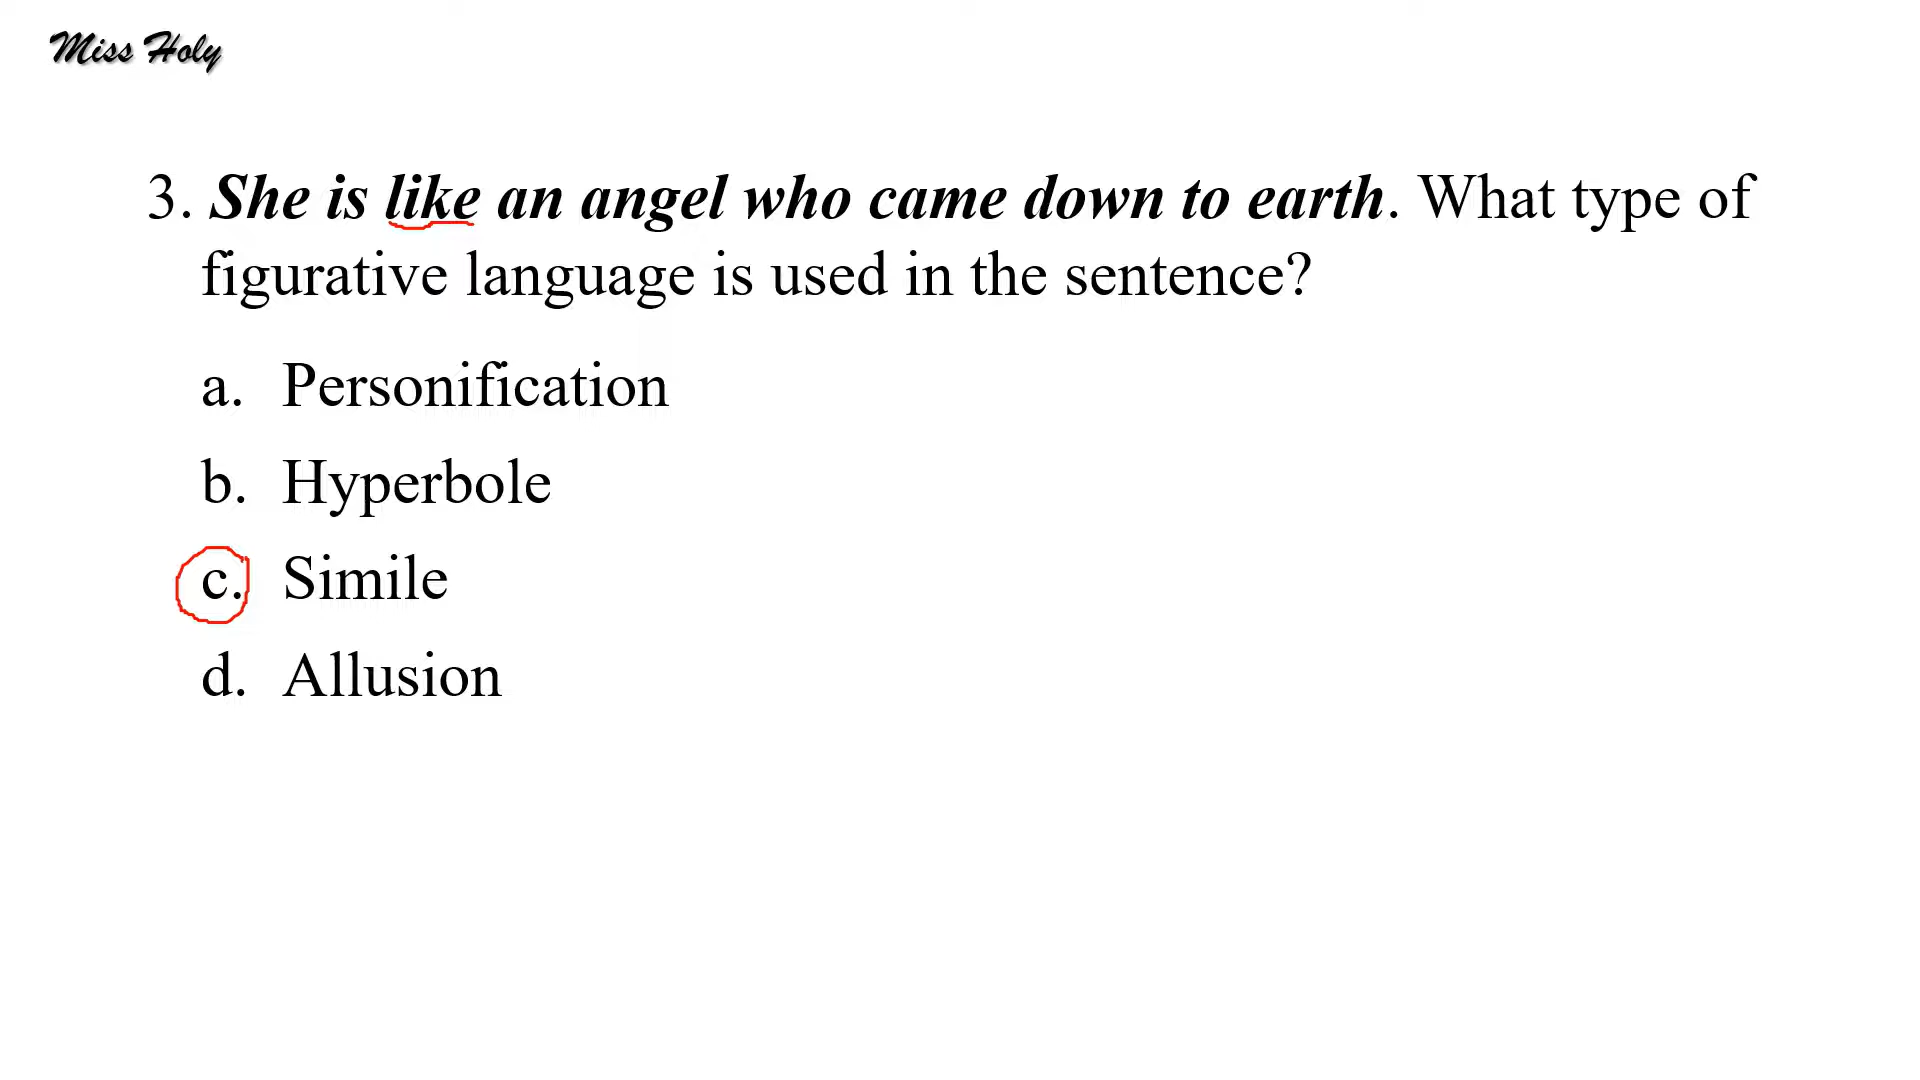 Miss Holy
3. She is like an angel who came down to earth. What type of
figurative language is used in the sentence?
a. Personification
b. Hyperbole
c. Simile
d. Allusion